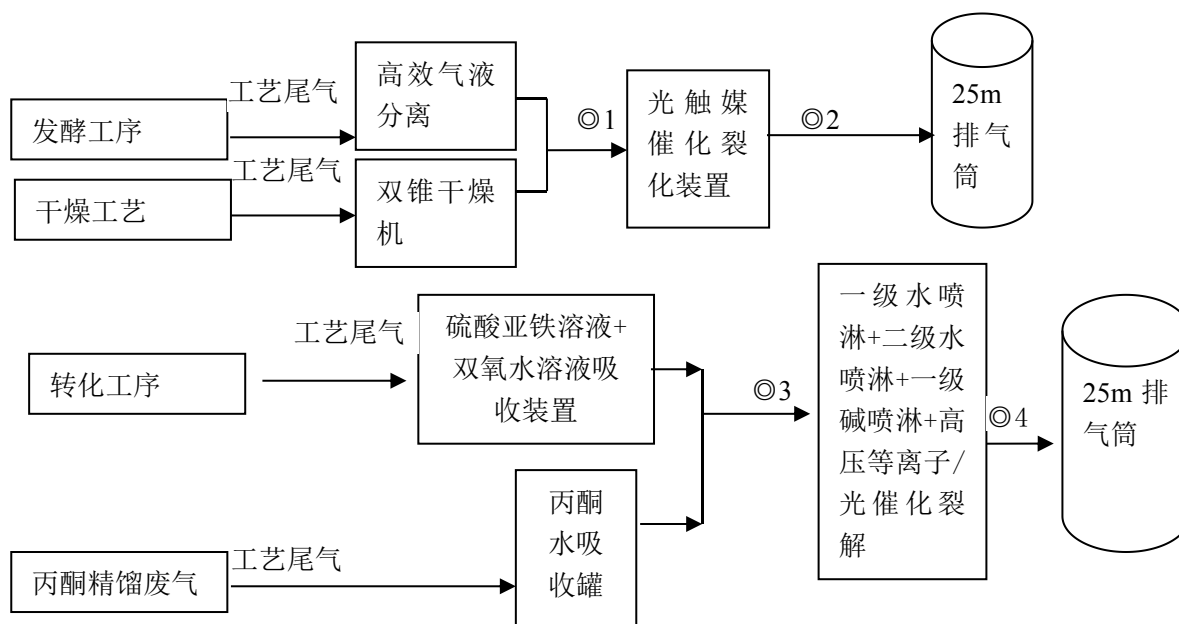 发酵工序
工艺尾气
高效气液
分离
◎1
光触媒
催化裂
化装置
◎2
25m
排气
筒
干燥工艺
工艺尾气
双锥干燥
机
转化工序
工艺尾气
硫酸亚铁溶液+
双氧水溶液吸
收装置
◎3
一级水喷
淋+二级水
喷淋+一级
碱喷淋+高
压等离子/
光催化裂
解
◎4
25m 排
气筒
丙酮精馏废气
工艺尾气
丙酮
水吸
收罐